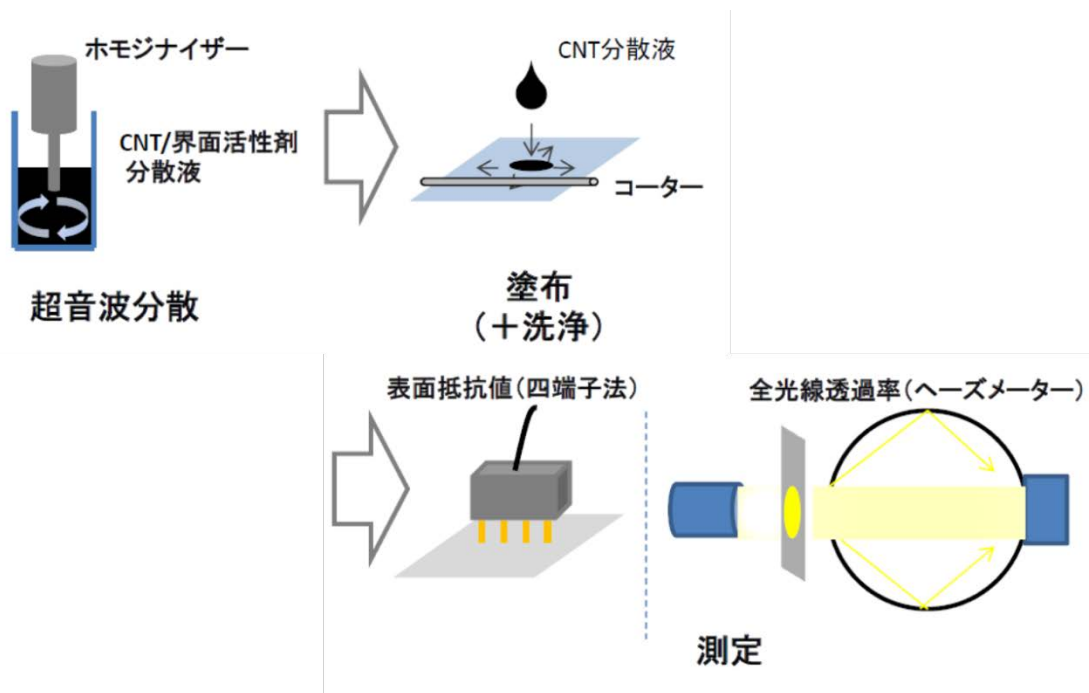 ホモジナイザー
CNT/界面活性剤
分散液
超音波分散
CNT分散液
コーター
塗布
(＋洗浄)
表面抵抗値(四端子法)
全光線透過率(ヘーズメーター)
測定